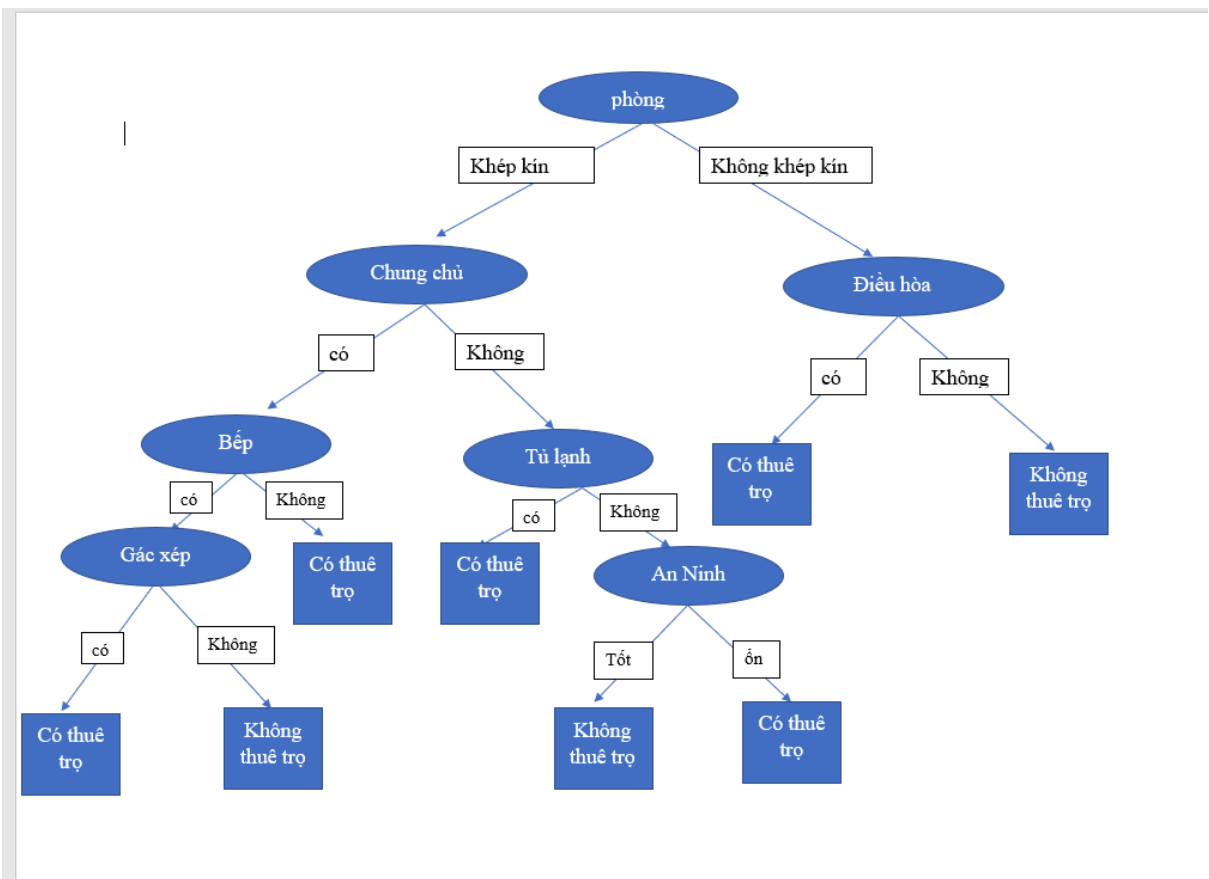 phòng
Khép kín
Không khép kín
Chung chủ
Điều hòa
có
Không
có
Không
Bếp
Tủ lạnh
Có thuê
trọ
Không
thuê trọ
có
Không
có
Không
Gác xép
Có thuê
trọ
Có thuê
trọ
An Ninh
có
Không
Tốt
ổn
Có thuê
trọ
Không
thuê trọ
Không
thuê trọ
Có thuê
trọ